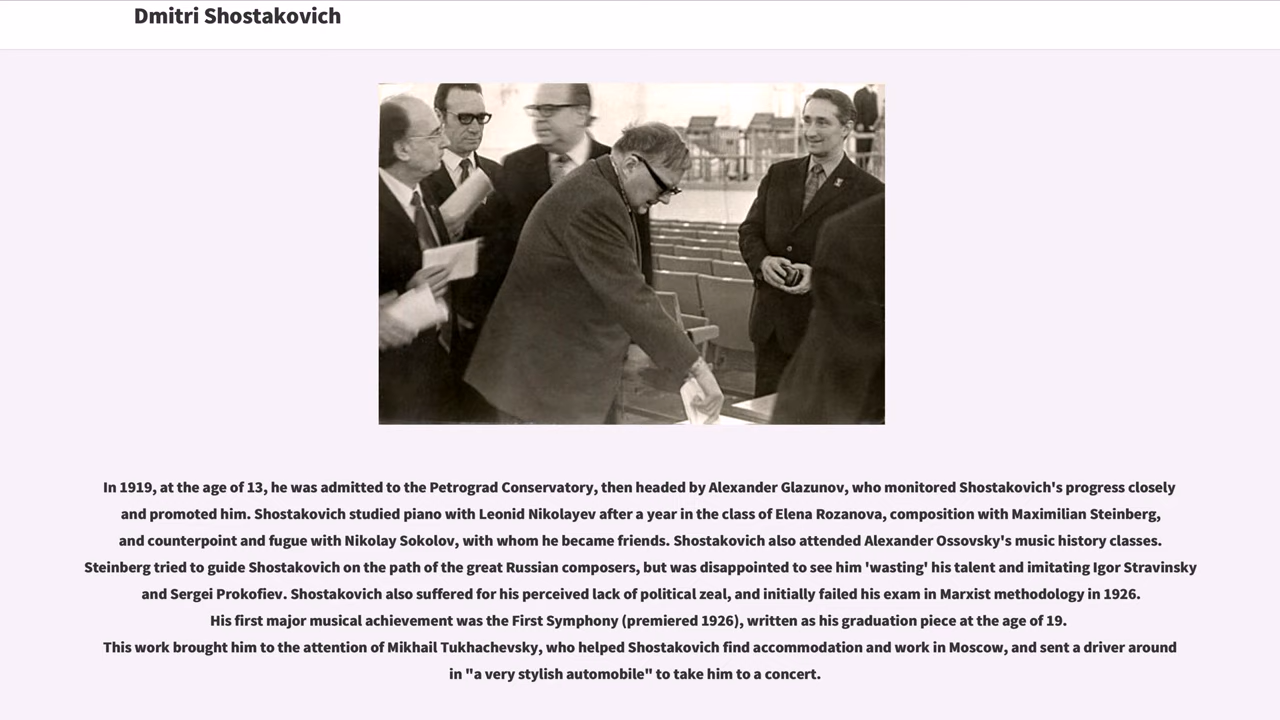 Dmitri Shostakovich
In 1919, at the age of 13, he was admitted to the Petrograd Conservatory, then headed by Alexander Glazunov, who monitored Shostakovich's progress closely
and promoted him. Shostakovich studied piano with Leonid Nikolayev after a year in the class of Elena Rozanova, composition with Maximilian Steinberg,
and counterpoint and fugue with Nikolay Sokolov, with whom he became friends. Shostakovich also attended Alexander Ossovsky's music history classes.
Steinberg tried to guide Shostakovich on the path of the great Russian composers, but was disappointed to see him 'wasting' his talent and imitating Igor Stravinsky
and Sergei Prokofiev. Shostakovich also suffered for his perceived lack of political zeal, and initially failed his exam in Marxist methodology in 1926.
His first major musical achievement was the First Symphony (premiered 1926), written as his graduation piece at the age of 19.
This work brought him to the attention of Mikhail Tukhachevsky, who helped Shostakovich find accommodation and work in Moscow, and sent a driver around
in "a very stylish automobile" to take him to a concert.